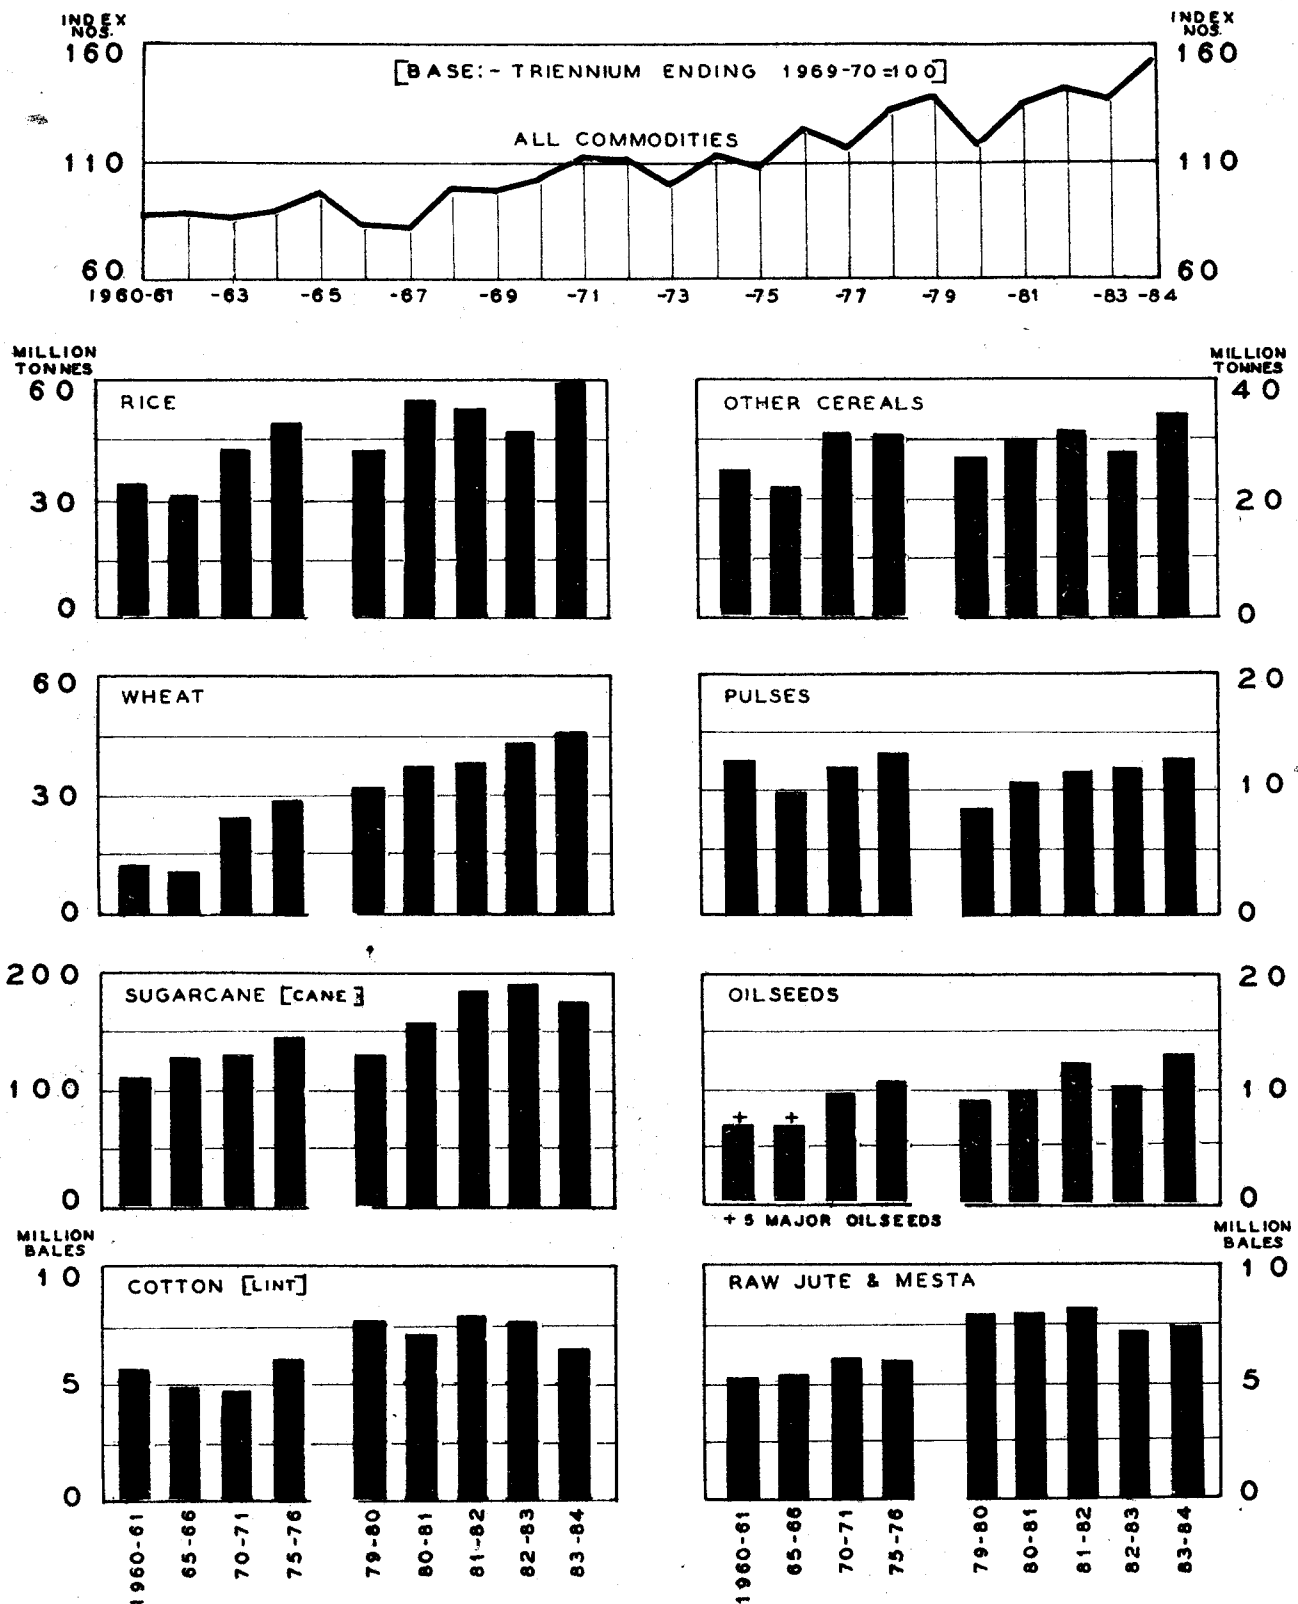 INDEX NOS. INDEX NOS.
160 160
[BASE:- TRIENNIUM ENDING 1969-70=100]
ALL COMMODITIES
110 110
60 60
1960-61 -63 -65 -67 -69 -71 -73 -75 -77 -79 -81 -83 -84
MILLION TONNES MILLION TONNES
60 RICE OTHER CEREALS 40
30 20
0 0
60 WHEAT PULSES 20
30 10
0 0
200 SUGARCANE [CANE] OILSEEDS 20
100 10
+ +
0 0
+ 5 MAJOR OILSEEDS
MILLION BALES MILLION BALES
10 COTTON [LINT] RAW JUTE & MESTA 10
5 5
0 0
1960-61 65-66 70-71 75-76 79-80 80-81 81-82 82-83 83-84 1960-61 65-66 70-71 75-76 79-80 80-81 81-82 82-83 83-84